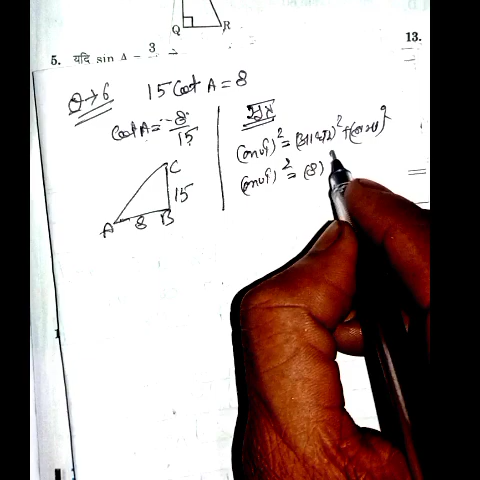 Q R
13.
5. यदि sin A = 3
Q→6 15 Cot A = 8
Cot A = 8/15
C
15
A 8 B
सूत्र
(कर्ण)² = (आधार)² + (लम्ब)²
(कर्ण)² = (8)